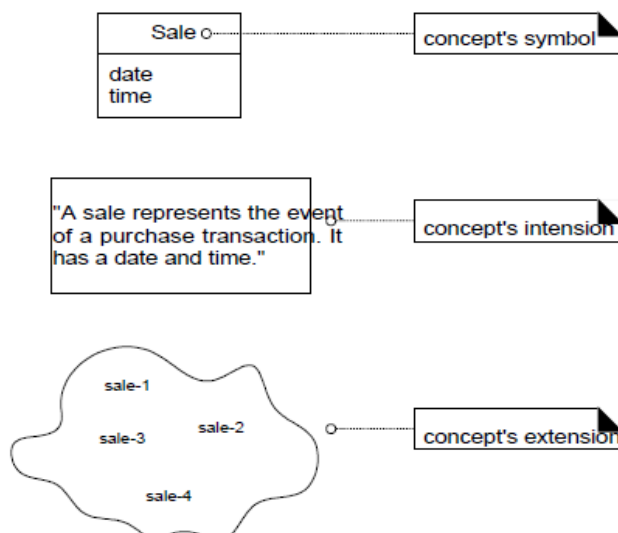 Sale
concept's symbol
date
time
"A sale represents the event
of a purchase transaction. It
has a date and time."
concept's intension
sale-1
sale-2
sale-3
concept's extension
sale-4